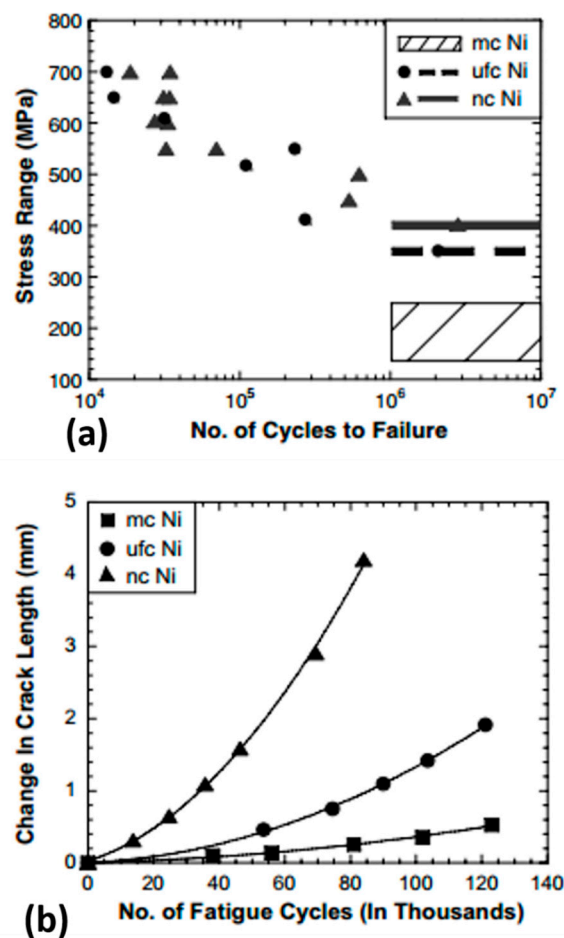 800
700
600
500
400
300
200
100
Stress Range (MPa)
mc Ni
ufc Ni
nc Ni
10^4 10^5 10^6 10^7
(a) No. of Cycles to Failure
5
4
3
2
1
0
Change In Crack Length (mm)
mc Ni
ufc Ni
nc Ni
0 20 40 60 80 100 120 140
(b) No. of Fatigue Cycles (In Thousands)